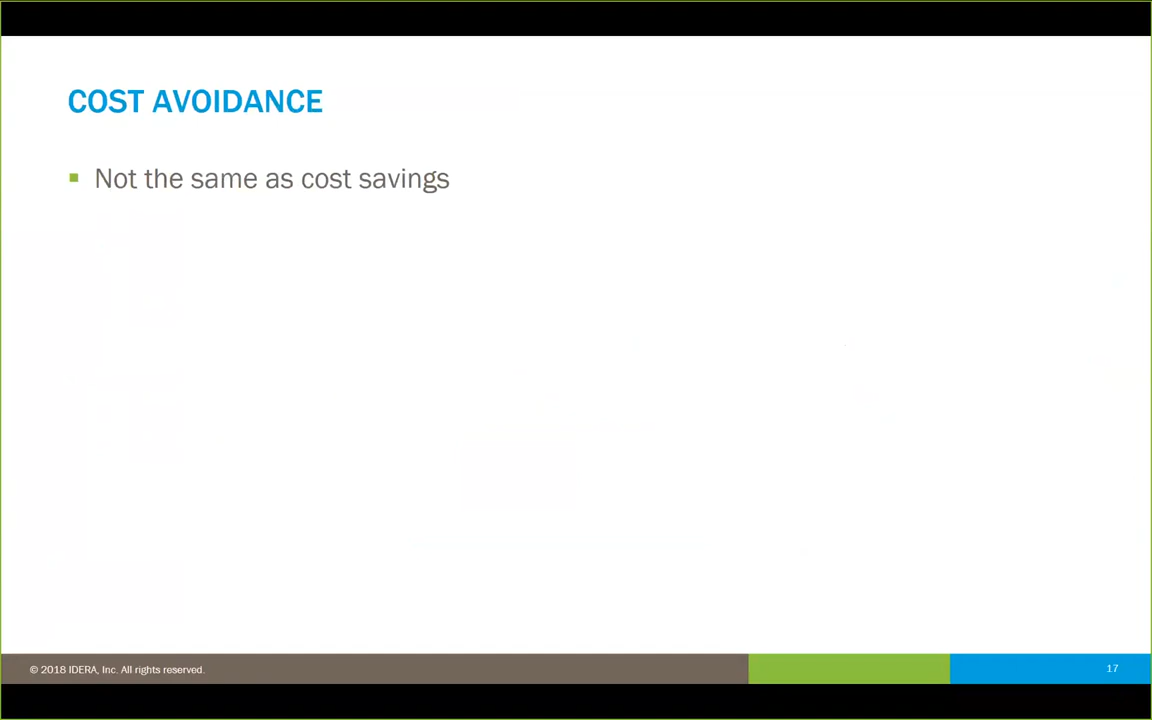 COST AVOIDANCE
▪ Not the same as cost savings
© 2018 IDERA, Inc. All rights reserved.
17